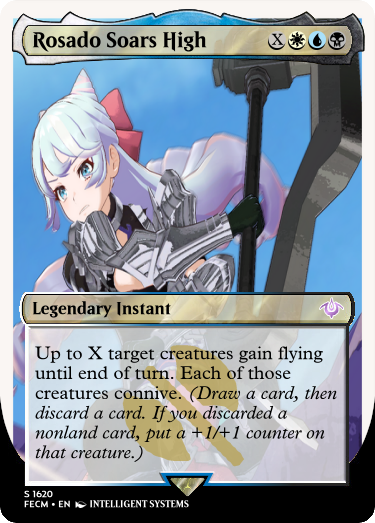 Rosado Soars High X
Legendary Instant
Up to X target creatures gain flying
until end of turn. Each of those
creatures connive. (Draw a card, then
discard a card. If you discarded a
nonland card, put a +1/+1 counter on
that creature.)
S 1620
FECM • EN INTELLIGENT SYSTEMS